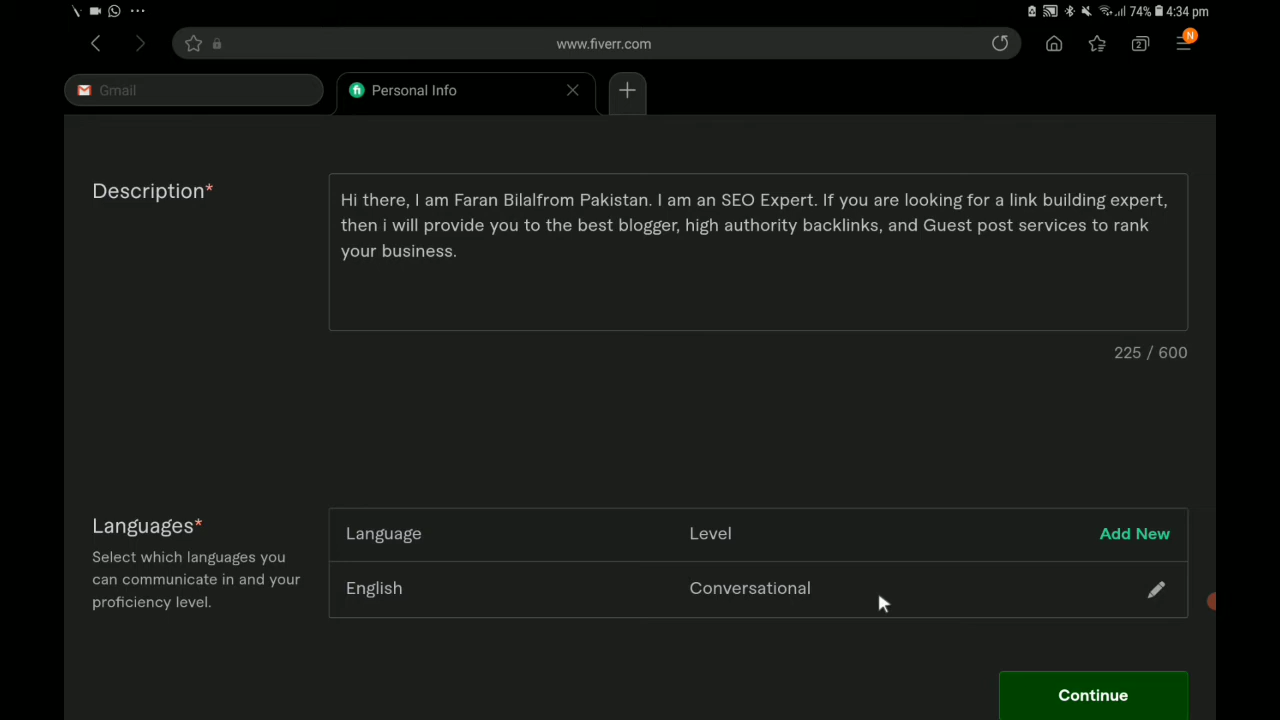 74% 4:34 pm
www.fiverr.com
2
N
Gmail
fi Personal Info
Description*
Hi there, I am Faran Bilalfrom Pakistan. I am an SEO Expert. If you are looking for a link building expert,
then i will provide you to the best blogger, high authority backlinks, and Guest post services to rank
your business.
225 / 600
Languages*
Select which languages you
can communicate in and your
proficiency level.
Language Level Add New
English Conversational
Continue